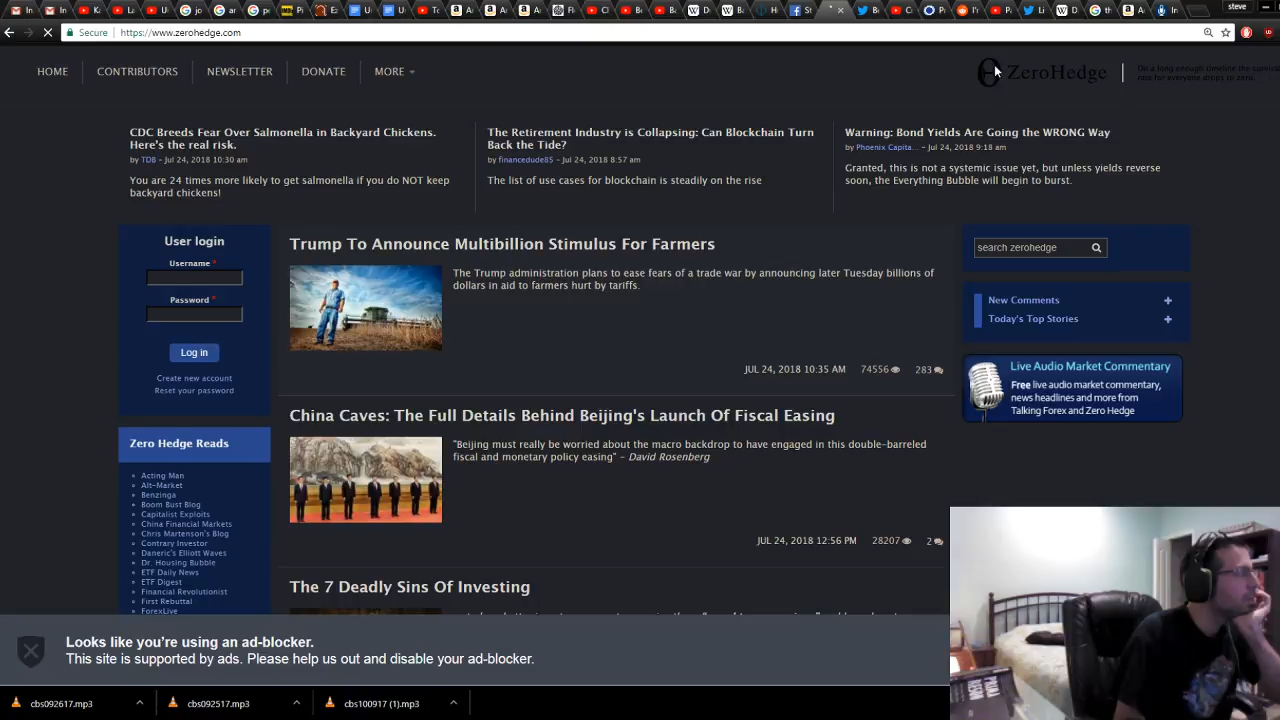 steve
Secure https://www.zerohedge.com
HOME CONTRIBUTORS NEWSLETTER DONATE MORE
ZeroHedge
On a long enough timeline the survival
rate for everyone drops to zero.
CDC Breeds Fear Over Salmonella in Backyard Chickens.
Here's the real risk.
by TDB - Jul 24, 2018 10:30 am
You are 24 times more likely to get salmonella if you do NOT keep
backyard chickens!
The Retirement Industry is Collapsing: Can Blockchain Turn
Back the Tide?
by financedude85 - Jul 24, 2018 8:57 am
The list of use cases for blockchain is steadily on the rise
Warning: Bond Yields Are Going the WRONG Way
by Phoenix Capita... - Jul 24, 2018 9:18 am
Granted, this is not a systemic issue yet, but unless yields reverse
soon, the Everything Bubble will begin to burst.
User login
Username *
Password *
Log in
Create new account
Reset your password
Zero Hedge Reads
Acting Man
Alt-Market
Benzinga
Boom Bust Blog
Capitalist Exploits
China Financial Markets
Chris Martenson's Blog
Contrary Investor
Daneric's Elliott Waves
Dr. Housing Bubble
ETF Daily News
ETF Digest
Financial Revolutionist
First Rebuttal
ForexLive
Trump To Announce Multibillion Stimulus For Farmers
The Trump administration plans to ease fears of a trade war by announcing later Tuesday billions of
dollars in aid to farmers hurt by tariffs.
JUL 24, 2018 10:35 AM 74556 283
China Caves: The Full Details Behind Beijing's Launch Of Fiscal Easing
"Beijing must really be worried about the macro backdrop to have engaged in this double-barreled
fiscal and monetary policy easing" - David Rosenberg
JUL 24, 2018 12:56 PM 28207 2
The 7 Deadly Sins Of Investing
search zerohedge
New Comments +
Today's Top Stories +
Live Audio Market Commentary
Free live audio market commentary,
news headlines and more from
Talking Forex and Zero Hedge
Looks like you're using an ad-blocker.
This site is supported by ads. Please help us out and disable your ad-blocker.
cbs092617.mp3 cbs092517.mp3 cbs100917 (1).mp3